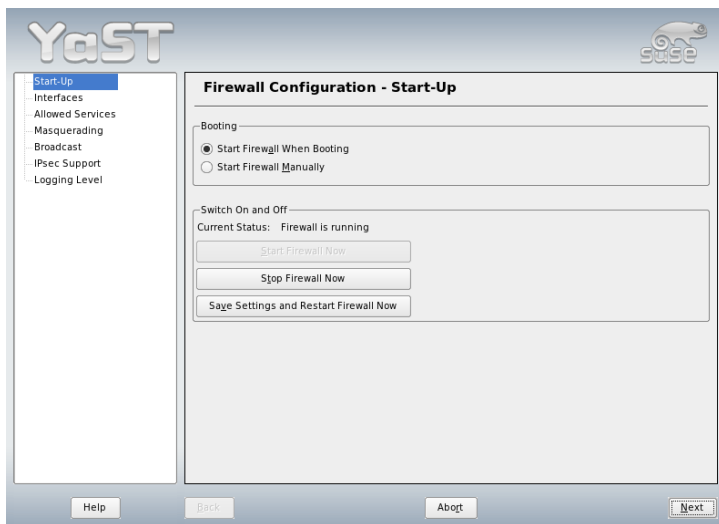 YaST
suse
Start-Up
Interfaces
Allowed Services
Masquerading
Broadcast
IPsec Support
Logging Level
Firewall Configuration - Start-Up
Booting
Start Firewall When Booting
Start Firewall Manually
Switch On and Off
Current Status: Firewall is running
Start Firewall Now
Stop Firewall Now
Save Settings and Restart Firewall Now
Help
Back
Abort
Next